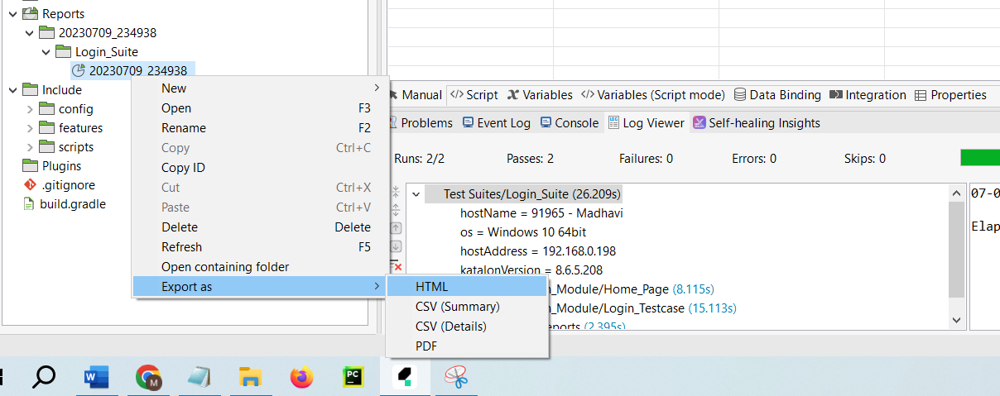 Reports
20230709_234938
Login_Suite
20230709_234938
Include
config
features
scripts
Plugins
.gitignore
build.gradle
New
Open F3
Rename F2
Copy Ctrl+C
Copy ID
Cut Ctrl+X
Paste Ctrl+V
Delete Delete
Refresh F5
Open containing folder
Export as
HTML
CSV (Summary)
CSV (Details)
PDF
Manual </> Script Variables </> Variables (Script mode) Data Binding Integration Properties
Problems Event Log Console Log Viewer Self-healing Insights
Runs: 2/2 Passes: 2 Failures: 0 Errors: 0 Skips: 0
Test Suites/Login_Suite (26.209s)
hostName = 91965 - Madhavi
os = Windows 10 64bit
hostAddress = 192.168.0.198
katalonVersion = 8.6.5.208
_Module/Home_Page (8.115s)
_Module/Login_Testcase (15.113s)
eports (2.395s)
07-0
Elap
W
M
PC